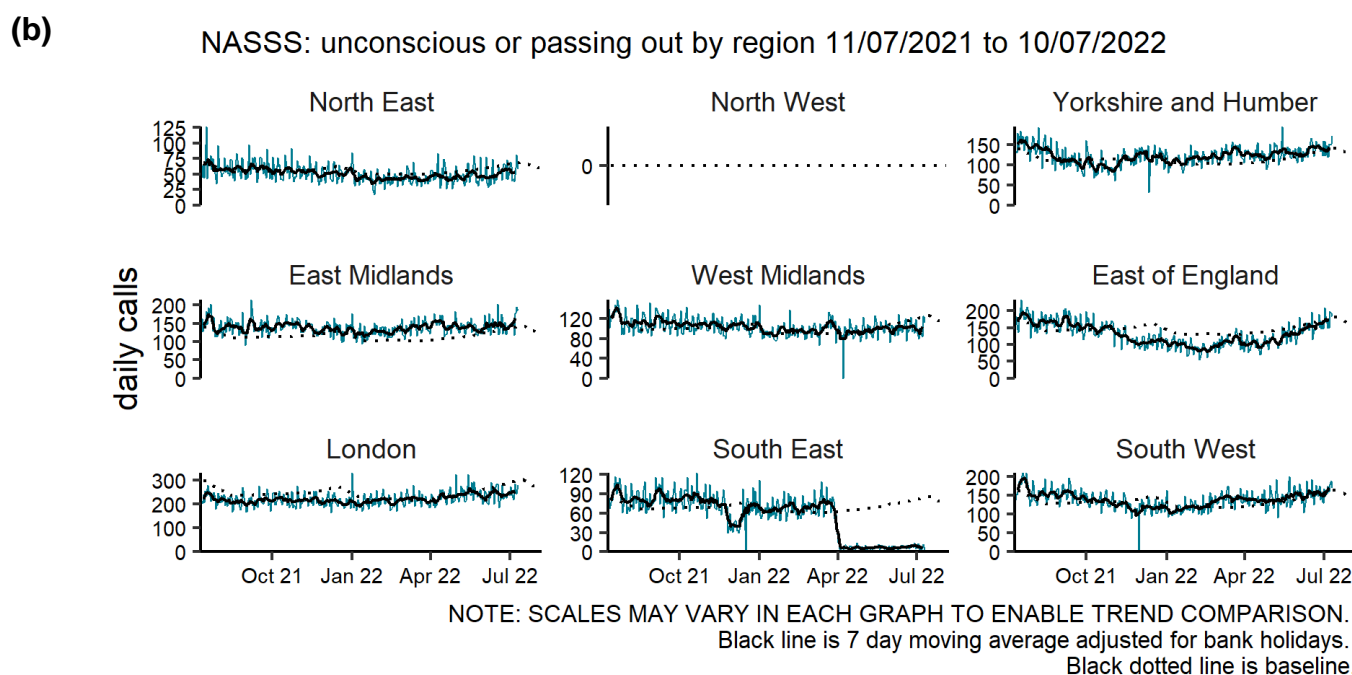 (b)
NASSS: unconscious or passing out by region 11/07/2021 to 10/07/2022
daily calls
North East
125
100
75
50
25
0
North West
0
Yorkshire and Humber
150
100
50
0
East Midlands
200
150
100
50
0
West Midlands
120
80
40
0
East of England
200
150
100
50
0
London
300
200
100
0
Oct 21 Jan 22 Apr 22 Jul 22
South East
120
90
60
30
0
Oct 21 Jan 22 Apr 22 Jul 22
South West
200
150
100
50
0
Oct 21 Jan 22 Apr 22 Jul 22
NOTE: SCALES MAY VARY IN EACH GRAPH TO ENABLE TREND COMPARISON.
Black line is 7 day moving average adjusted for bank holidays.
Black dotted line is baseline